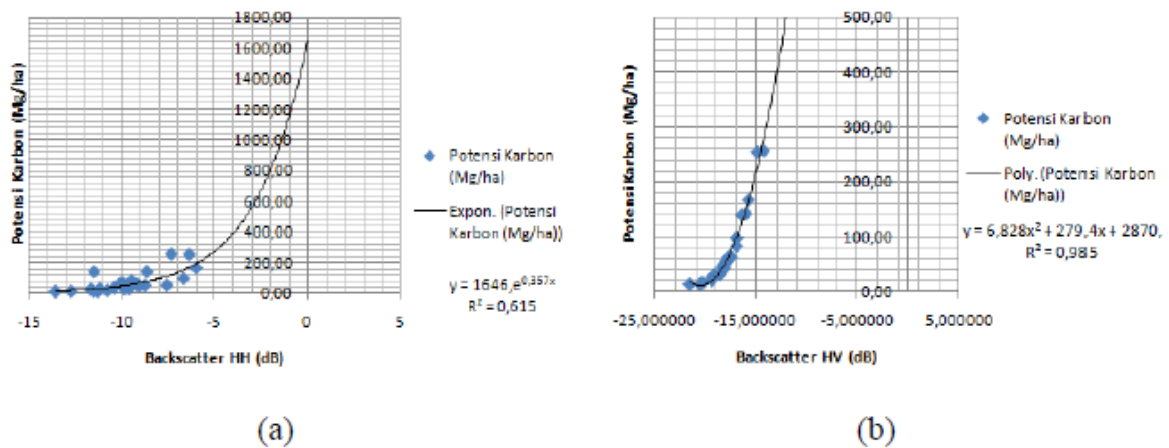 1800,00
1600,00
1400,00
1200,00
1000,00
800,00
600,00
400,00
200,00
0,00
-15 -10 -5 0 5
Potensi Karbon (Mg/ha)
Backscatter HH (dB)
Potensi Karbon
(Mg/ha)
Expon. (Potensi
Karbon (Mg/ha))
y = 1646,e^0,357x
R² = 0,615
(a)
500,00
400,00
300,00
200,00
100,00
0,00
-25,000000 -15,000000 -5,000000 5,000000
Potensi Karbon (Mg/ha)
Backscatter HV (dB)
Potensi Karbon
(Mg/ha)
Poly. (Potensi Karbon
(Mg/ha))
y = 6,828x² + 279,4x + 2870,
R² = 0,985
(b)